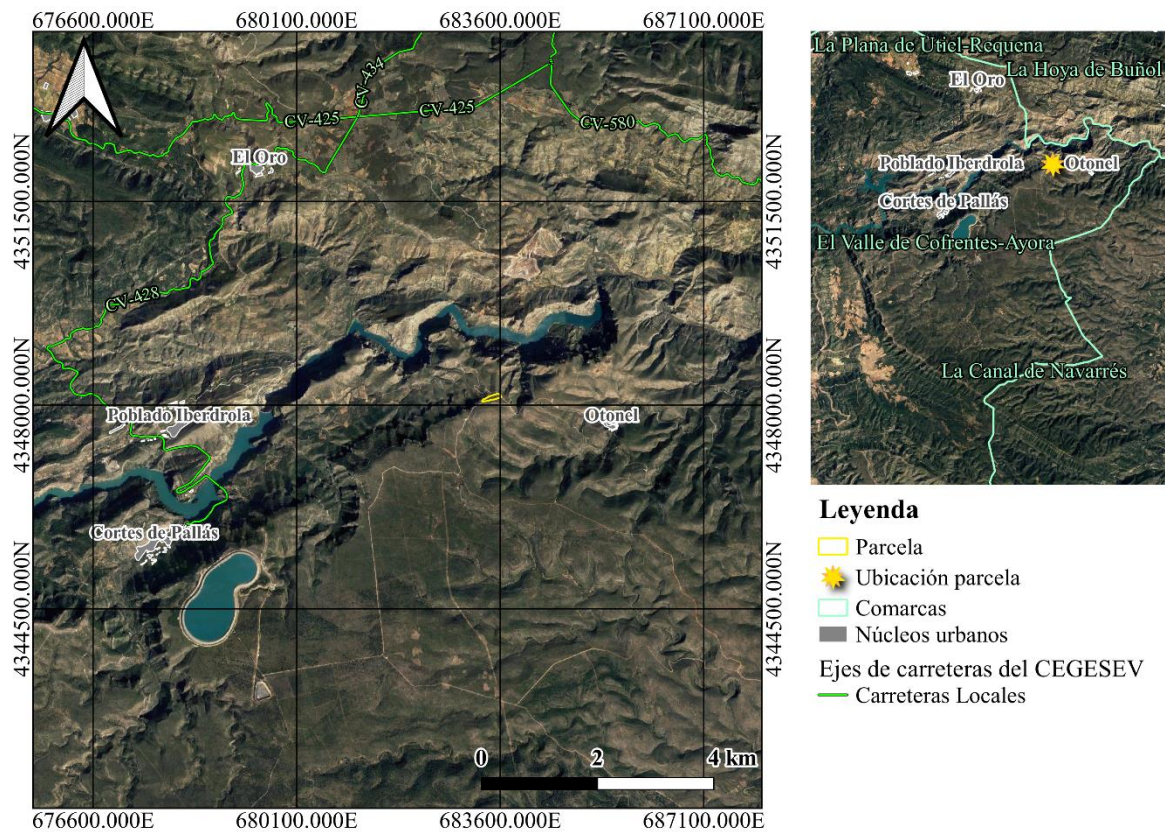 676600.000E 680100.000E 683600.000E 687100.000E
CV-434
CV-425
CV-425
CV-580
El Oro
4351500.000N
4351500.000N
CV-428
4348000.000N
Poblado Iberdrola
Otonel
4348000.000N
Cortes de Pallás
4344500.000N
4344500.000N
0 2 4 km
676600.000E 680100.000E 683600.000E 687100.000E
La Plana de Utiel-Requena
La Hoya de Buñol
El Oro
Poblado Iberdrola
Otonel
Cortes de Pallás
El Valle de Cofrentes-Ayora
La Canal de Navarrés
Leyenda
Parcela
Ubicación parcela
Comarcas
Núcleos urbanos
Ejes de carreteras del CEGESEV
Carreteras Locales